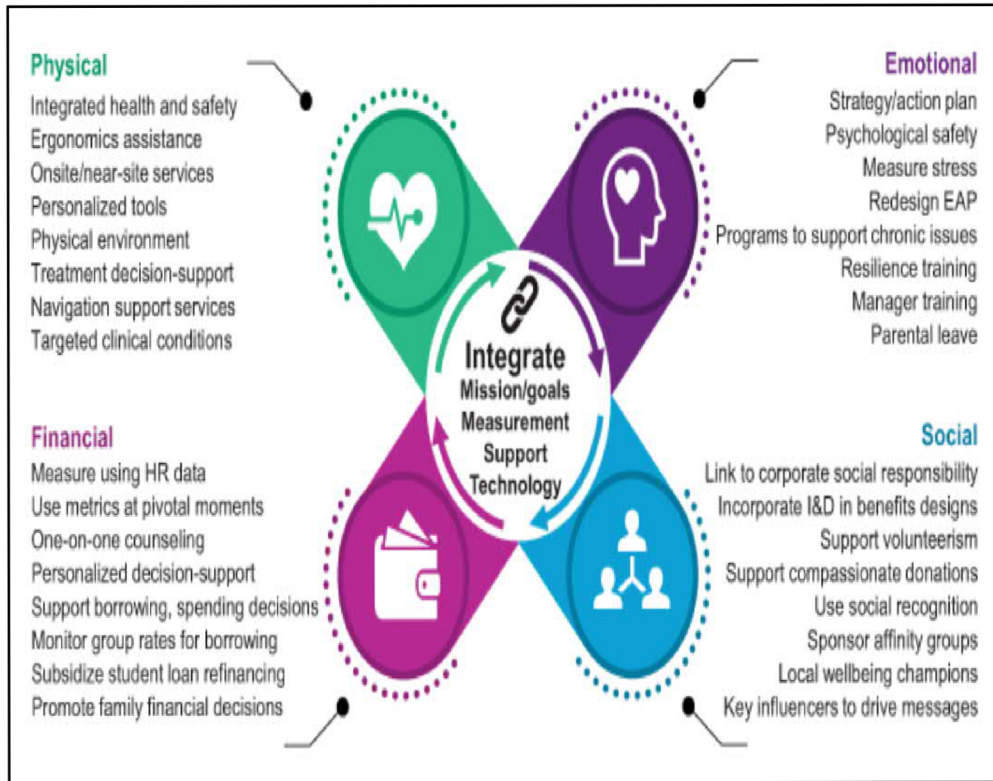 Physical
Integrated health and safety
Ergonomics assistance
Onsite/near-site services
Personalized tools
Physical environment
Treatment decision-support
Navigation support services
Targeted clinical conditions
Emotional
Strategy/action plan
Psychological safety
Measure stress
Redesign EAP
Programs to support chronic issues
Resilience training
Manager training
Parental leave
Integrate
Mission/goals
Measurement
Support
Technology
Financial
Measure using HR data
Use metrics at pivotal moments
One-on-one counseling
Personalized decision-support
Support borrowing, spending decisions
Monitor group rates for borrowing
Subsidize student loan refinancing
Promote family financial decisions
Social
Link to corporate social responsibility
Incorporate I&D in benefits designs
Support volunteerism
Support compassionate donations
Use social recognition
Sponsor affinity groups
Local wellbeing champions
Key influencers to drive messages